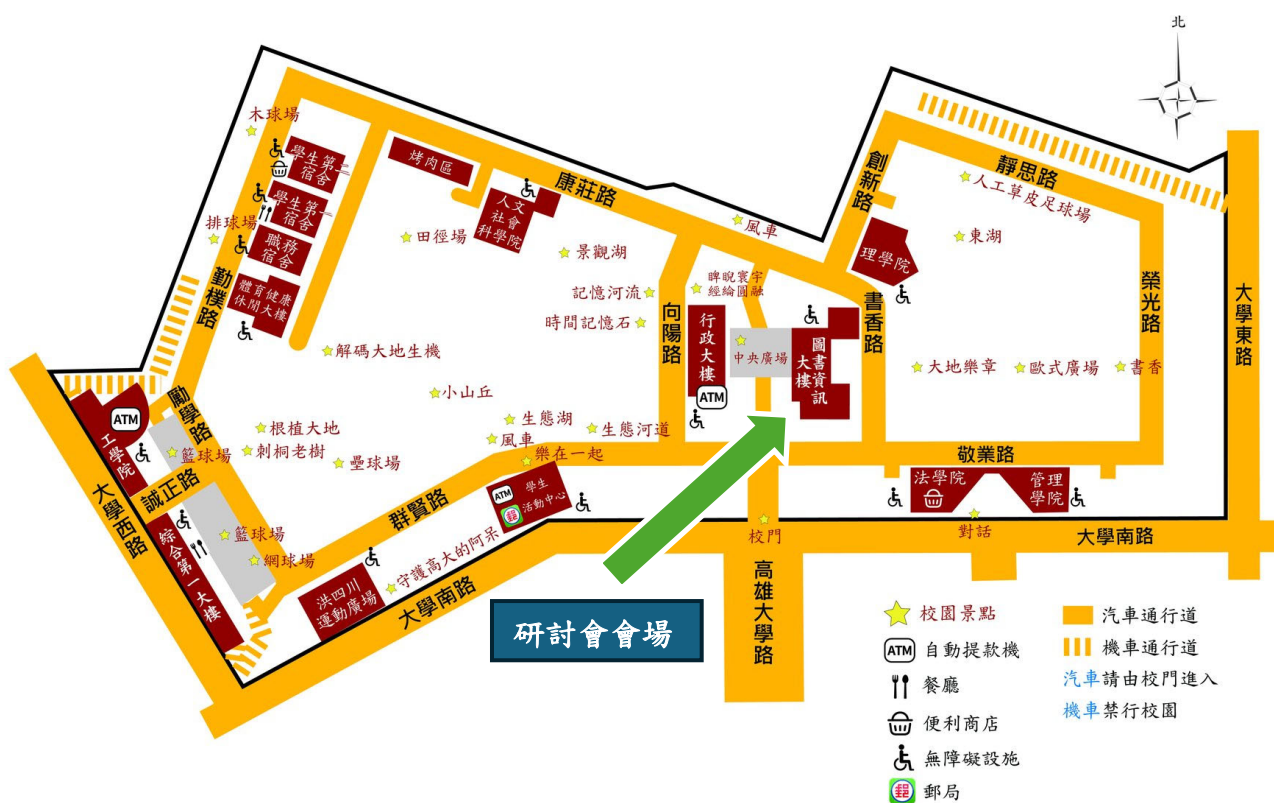 北
木球場
學生第二
宿舍
學生第一
宿舍
排球場
職務
宿舍
體育健康
休閒大樓
勤樸路
烤肉區
人文
社會
科學院
康莊路
田徑場
景觀湖
記憶河流
時間記憶石
解碼大地生機
小山丘
生態湖
風車
生態河道
樂在一起
向陽路
風車
睥睨寰宇
經綸圓融
行政大樓
ATM
中央廣場
圖書資訊
大樓
書香路
創新路
理學院
靜思路
人工草皮足球場
東湖
榮光路
大學東路
大地樂章
歐式廣場
書香
敬業路
法學院
管理
學院
對話
大學南路
校門
高雄大學路
ATM
工學院
勵學路
籃球場
根植大地
刺桐老樹
壘球場
誠正路
大學西路
綜合第一大樓
籃球場
網球場
群賢路
ATM
學生
活動中心
郵
守護高大的阿呆
洪四川
運動廣場
大學南路
研討會會場
校園景點
ATM 自動提款機
餐廳
便利商店
無障礙設施
郵 郵局
汽車通行道
機車通行道
汽車請由校門進入
機車禁行校園